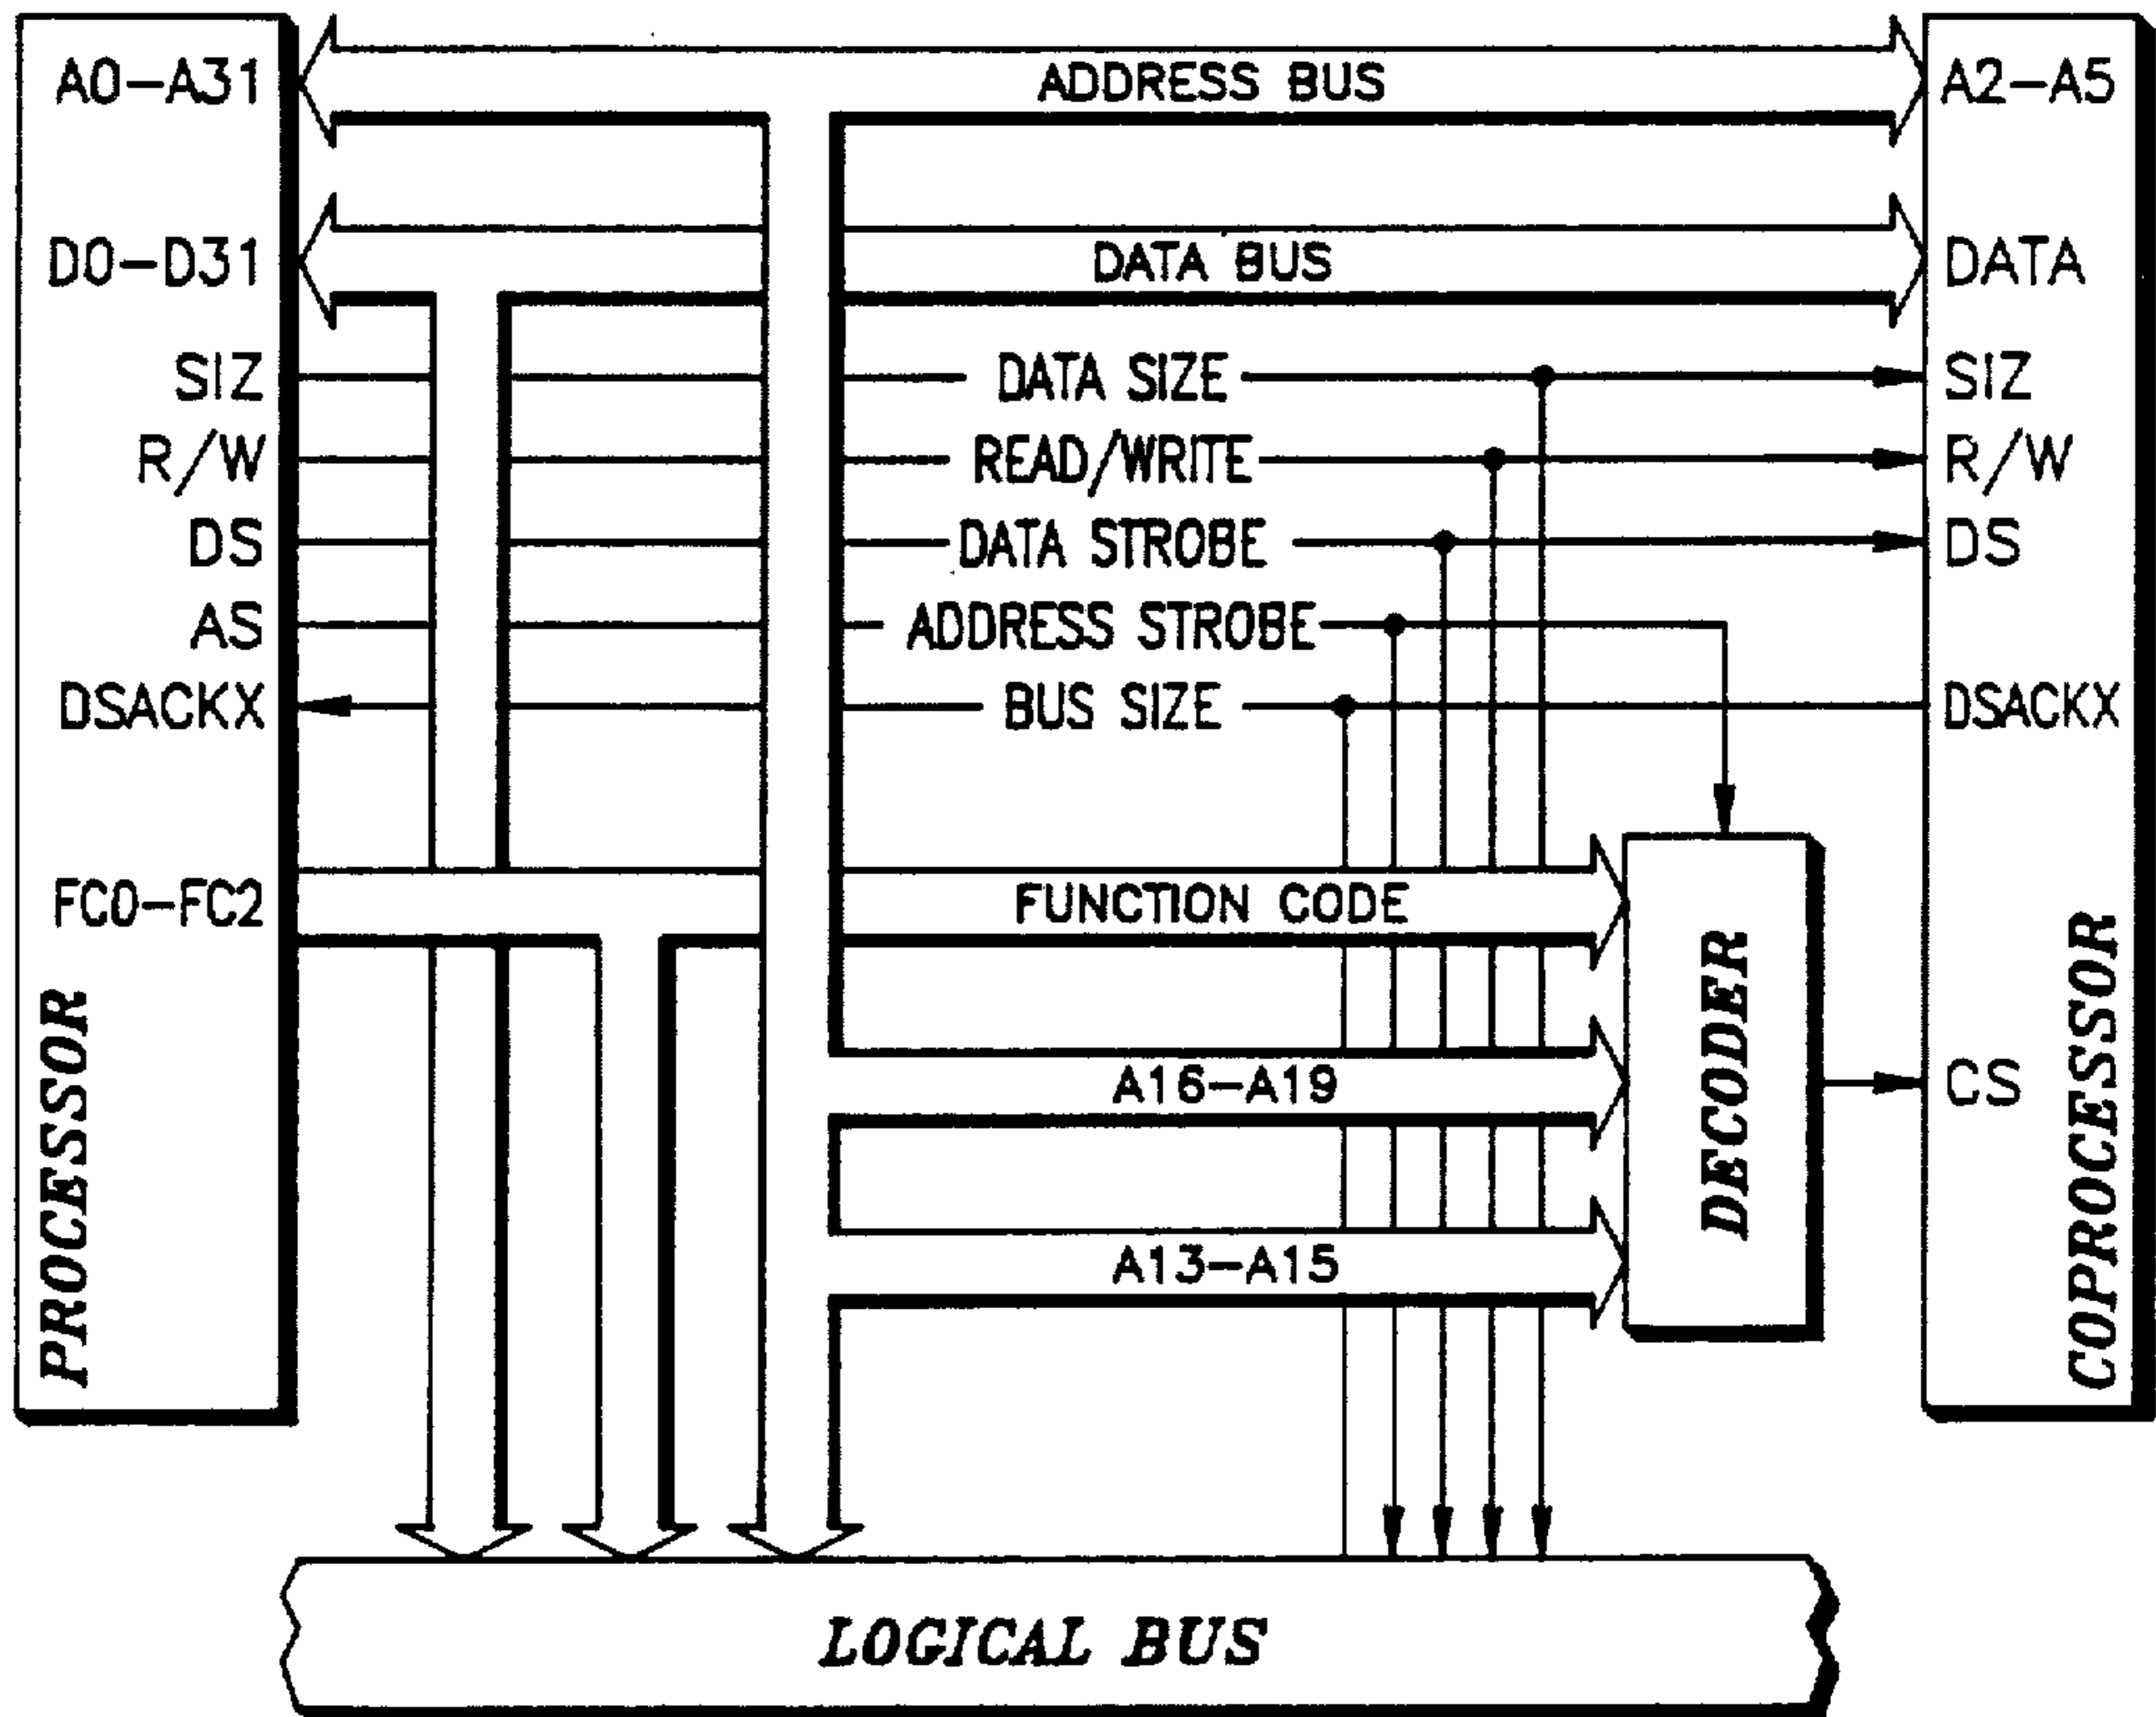 A0-A31 ADDRESS BUS A2-A5
D0-D31 DATA BUS DATA
SIZ DATA SIZE SIZ
R/W READ/WRITE R/W
DS DATA STROBE DS
AS ADDRESS STROBE
DSACKX BUS SIZE DSACKX
FC0-FC2 FUNCTION CODE
A16-A19 CS
A13-A15
PROCESSOR
DECODER
COPROCESSOR
LOGICAL BUS